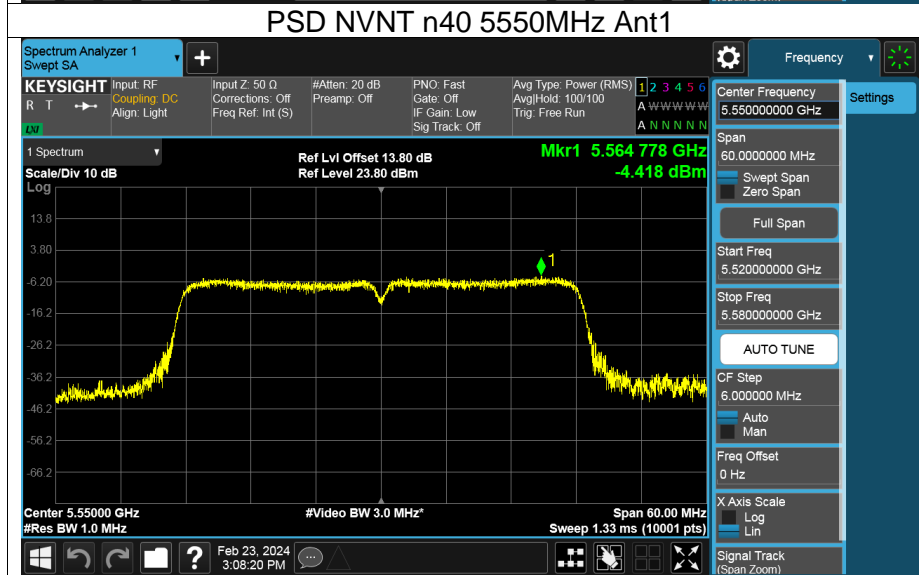 (Span Zoom)
PSD NVNT n40 5550MHz Ant1
Spectrum Analyzer 1
Swept SA
+
Frequency
KEYSIGHT
R T
LXI
Input: RF
Coupling: DC
Align: Light
Input Z: 50 Ω
Corrections: Off
Freq Ref: Int (S)
#Atten: 20 dB
Preamp: Off
PNO: Fast
Gate: Off
IF Gain: Low
Sig Track: Off
Avg Type: Power (RMS)
Avg|Hold: 100/100
Trig: Free Run
1 2 3 4 5 6
A W W W W W
A N N N N N
1 Spectrum
Scale/Div 10 dB
Log
Ref Lvl Offset 13.80 dB
Ref Level 23.80 dBm
Mkr1 5.564 778 GHz
-4.418 dBm
13.8
3.80
-6.20
-16.2
-26.2
-36.2
-46.2
-56.2
-66.2
1
Center 5.55000 GHz
#Res BW 1.0 MHz
#Video BW 3.0 MHz*
Span 60.00 MHz
Sweep 1.33 ms (10001 pts)
Center Frequency
5.550000000 GHz
Settings
Span
60.0000000 MHz
Swept Span
Zero Span
Full Span
Start Freq
5.520000000 GHz
Stop Freq
5.580000000 GHz
AUTO TUNE
CF Step
6.000000 MHz
Auto
Man
Freq Offset
0 Hz
X Axis Scale
Log
Lin
Signal Track
(Span Zoom)
?
Feb 23, 2024
3:08:20 PM